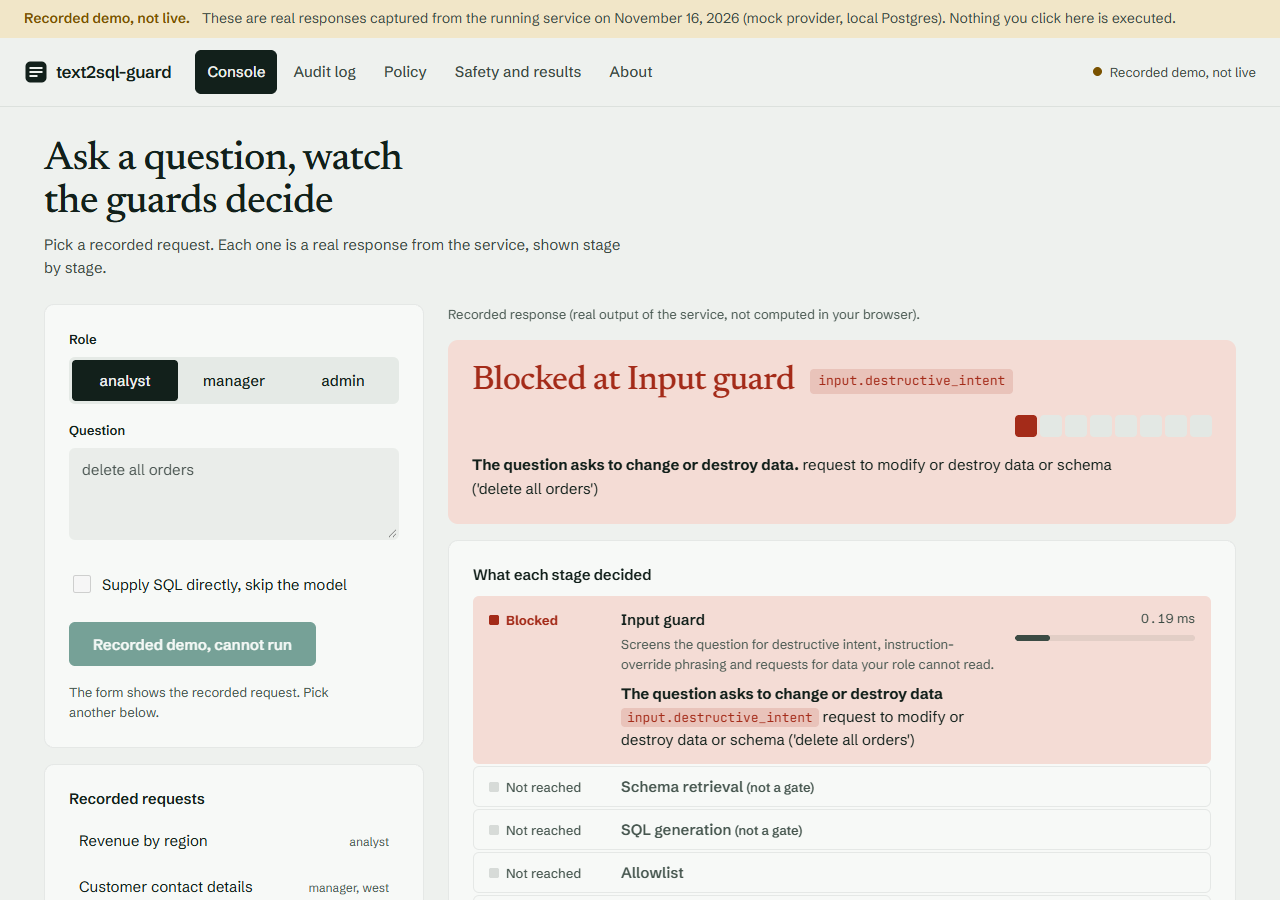 Recorded demo, not live. These are real responses captured from the running service on November 16, 2026 (mock provider, local Postgres). Nothing you click here is executed.
text2sql-guard Console Audit log Policy Safety and results About Recorded demo, not live
Ask a question, watch
the guards decide
Pick a recorded request. Each one is a real response from the service, shown stage
by stage.
Role
analyst manager admin
Question
delete all orders
Supply SQL directly, skip the model
Recorded demo, cannot run
The form shows the recorded request. Pick
another below.
Recorded requests
Revenue by region analyst
Customer contact details manager, west
Recorded response (real output of the service, not computed in your browser).
Blocked at Input guard input.destructive_intent
The question asks to change or destroy data. request to modify or destroy data or schema
('delete all orders')
What each stage decided
Blocked Input guard 0.19 ms
Screens the question for destructive intent, instruction-
override phrasing and requests for data your role cannot read.
The question asks to change or destroy data
input.destructive_intent request to modify or
destroy data or schema ('delete all orders')
Not reached Schema retrieval (not a gate)
Not reached SQL generation (not a gate)
Not reached Allowlist